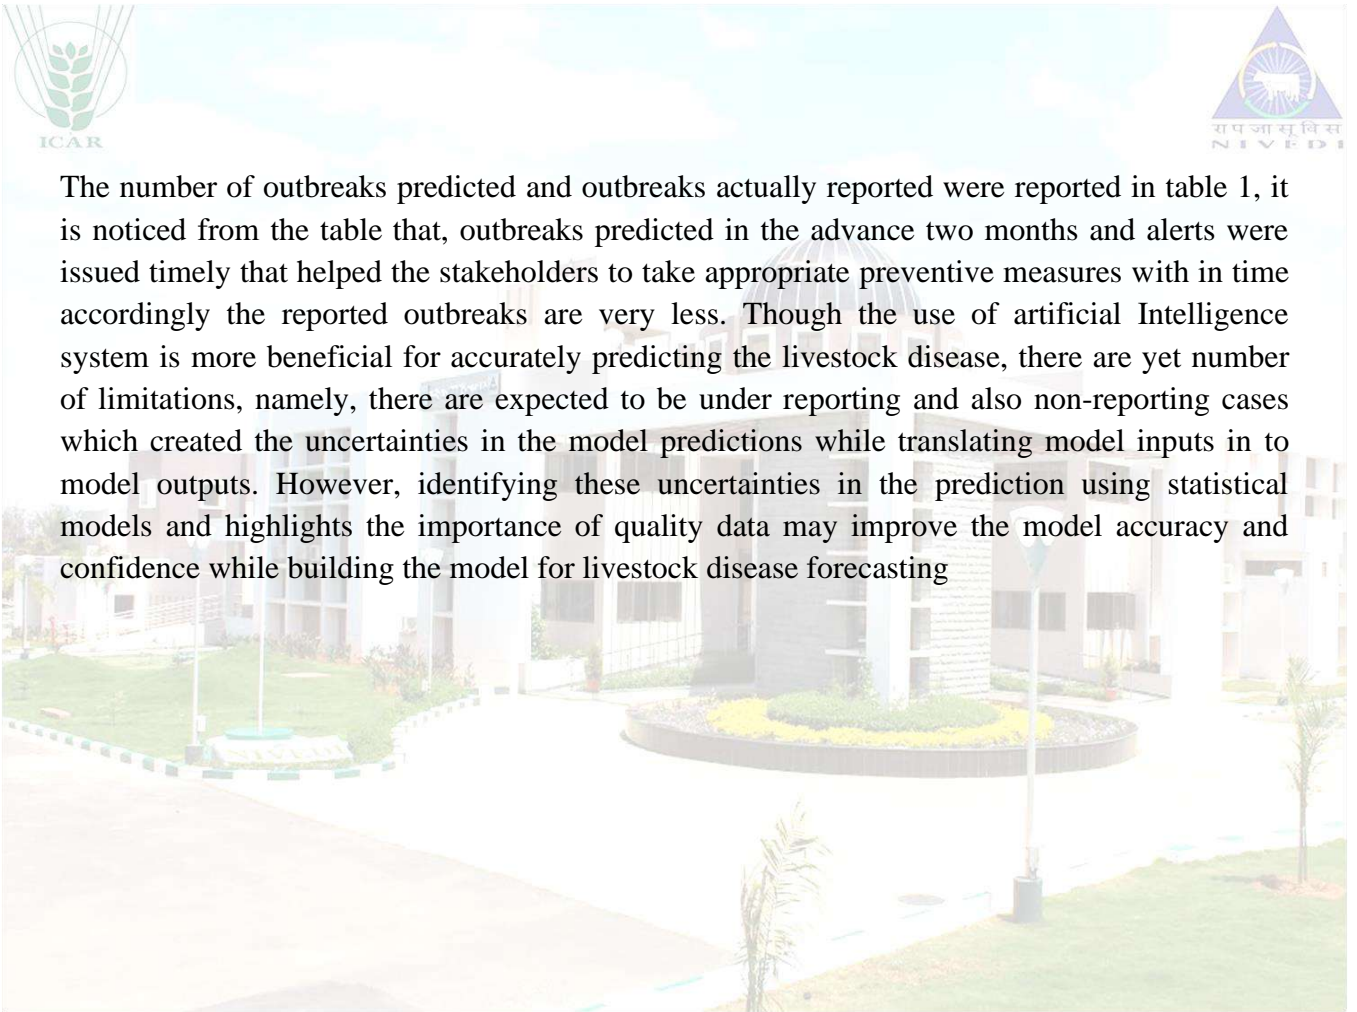 ICAR
रा प जा सू वि स
NIVEDI
The number of outbreaks predicted and outbreaks actually reported were reported in table 1, it
is noticed from the table that, outbreaks predicted in the advance two months and alerts were
issued timely that helped the stakeholders to take appropriate preventive measures with in time
accordingly the reported outbreaks are very less. Though the use of artificial Intelligence
system is more beneficial for accurately predicting the livestock disease, there are yet number
of limitations, namely, there are expected to be under reporting and also non-reporting cases
which created the uncertainties in the model predictions while translating model inputs in to
model outputs. However, identifying these uncertainties in the prediction using statistical
models and highlights the importance of quality data may improve the model accuracy and
confidence while building the model for livestock disease forecasting
NIVEDI